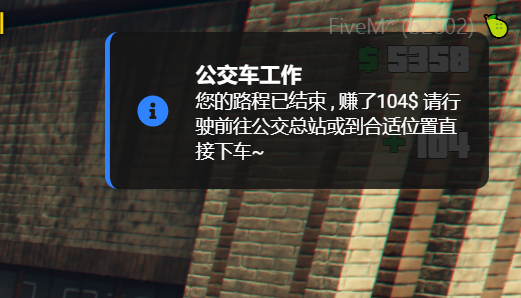 FiveM* (b2802)
$ 5358
公交车工作
您的路程已结束 , 赚了104$ 请行
驶前往公交总站或到合适位置直
接下车~
+ 104